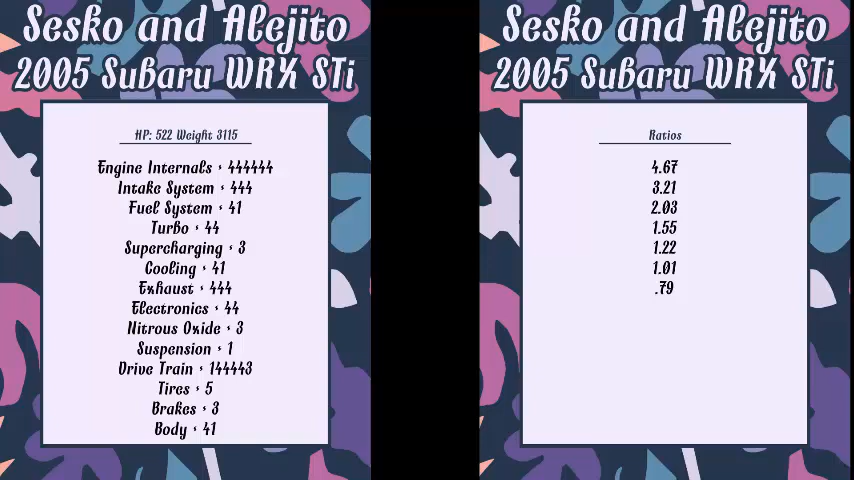 Sesko and Alejito
2005 Subaru WRX STi
HP: 522 Weight 3115
Engine Internals : 444444
Intake System : 444
Fuel System : 41
Turbo : 44
Supercharging : 3
Cooling : 41
Exhaust : 444
Electronics : 44
Nitrous Oxide : 3
Suspension : 1
Drive Train : 144443
Tires : 5
Brakes : 3
Body : 41
Sesko and Alejito
2005 Subaru WRX STi
Ratios
4.67
3.21
2.03
1.55
1.22
1.01
.79